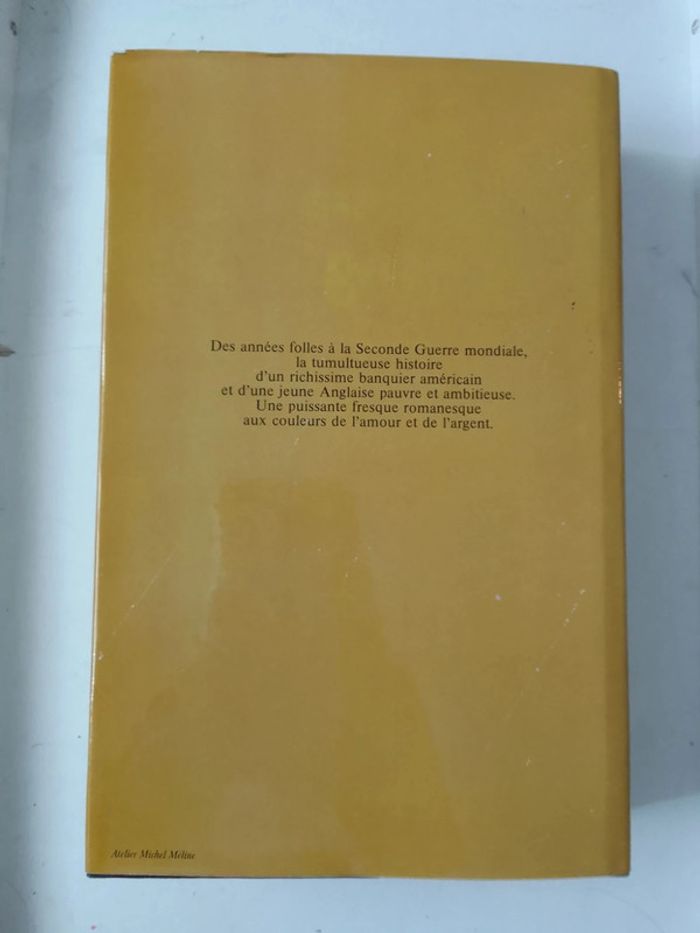 Des années folles à la Seconde Guerre mondiale,
la tumultueuse histoire
d'un richissime banquier américain
et d'une jeune Anglaise pauvre et ambitieuse.
Une puissante fresque romanesque
aux couleurs de l'amour et de l'argent.
Atelier Michel Méline